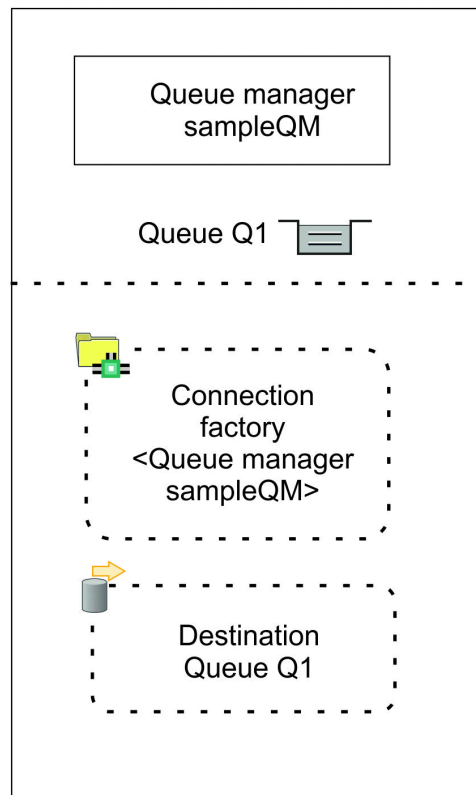 Queue manager
sampleQM
Queue Q1
Connection
factory
<Queue manager
sampleQM>
Destination
Queue Q1